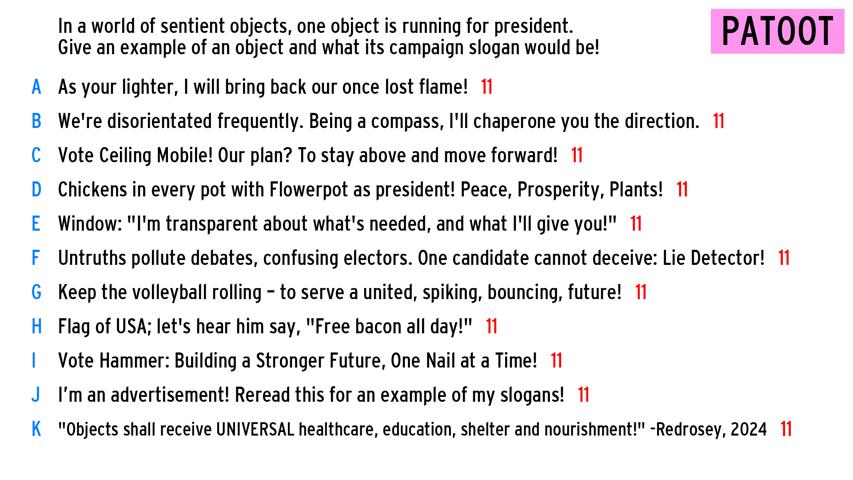 In a world of sentient objects, one object is running for president.
Give an example of an object and what its campaign slogan would be!
PATOOT
A As your lighter, I will bring back our once lost flame! 11
B We're disorientated frequently. Being a compass, I'll chaperone you the direction. 11
C Vote Ceiling Mobile! Our plan? To stay above and move forward! 11
D Chickens in every pot with Flowerpot as president! Peace, Prosperity, Plants! 11
E Window: "I'm transparent about what's needed, and what I'll give you!" 11
F Untruths pollute debates, confusing electors. One candidate cannot deceive: Lie Detector! 11
G Keep the volleyball rolling – to serve a united, spiking, bouncing, future! 11
H Flag of USA; let's hear him say, "Free bacon all day!" 11
I Vote Hammer: Building a Stronger Future, One Nail at a Time! 11
J I’m an advertisement! Reread this for an example of my slogans! 11
K "Objects shall receive UNIVERSAL healthcare, education, shelter and nourishment!" -Redrosey, 2024 11